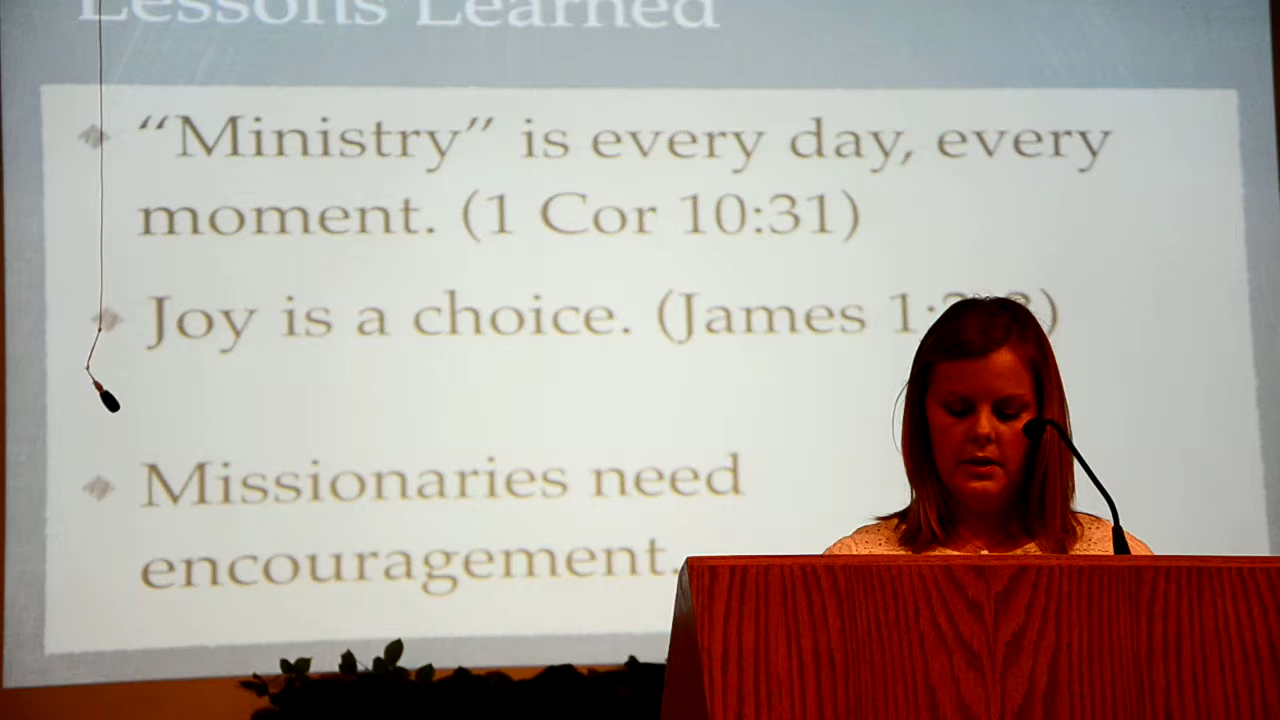 Lessons Learned
“Ministry” is every day, every
moment. (1 Cor 10:31)
Joy is a choice. (James
Missionaries need
encouragement.